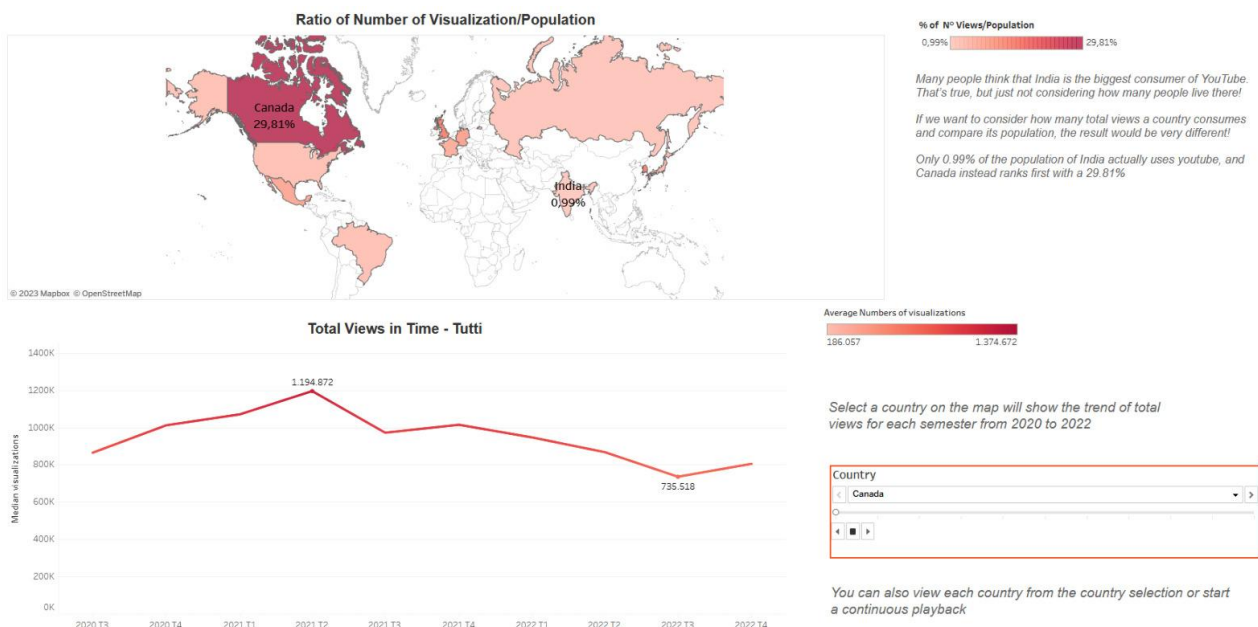 Ratio of Number of Visualization/Population
Canada
29,81%
India
0,99%
© 2023 Mapbox © OpenStreetMap
% of Nº Views/Population
0,99%
29,81%
Many people think that India is the biggest consumer of YouTube.
That's true, but just not considering how many people live there!
If we want to consider how many total views a country consumes
and compare its population, the result would be very different!
Only 0.99% of the population of India actually uses youtube, and
Canada instead ranks first with a 29.81%
Total Views in Time - Tutti
Median visualizations
1400K
1200K
1000K
800K
600K
400K
200K
0K
1.194.872
735.518
2020 T3
2020 T4
2021 T1
2021 T2
2021 T3
2021 T4
2022 T1
2022 T2
2022 T3
2022 T4
Average Numbers of visualizations
186.057
1.374.672
Select a country on the map will show the trend of total
views for each semester from 2020 to 2022
Country
Canada
You can also view each country from the country selection or start
a continuous playback